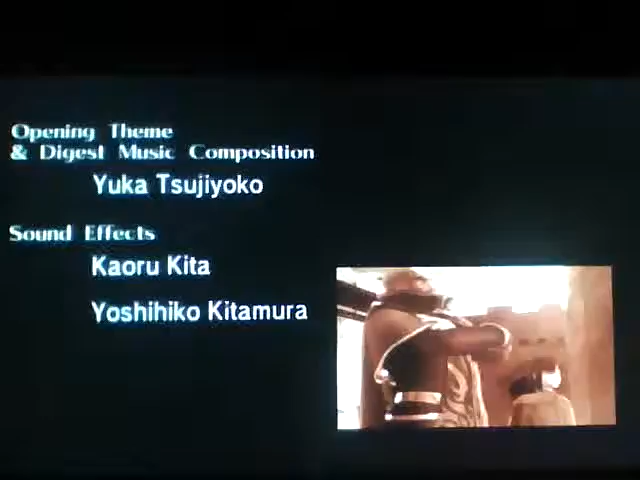 Opening Theme
& Digest Music Composition
Yuka Tsujiyoko
Sound Effects
Kaoru Kita
Yoshihiko Kitamura